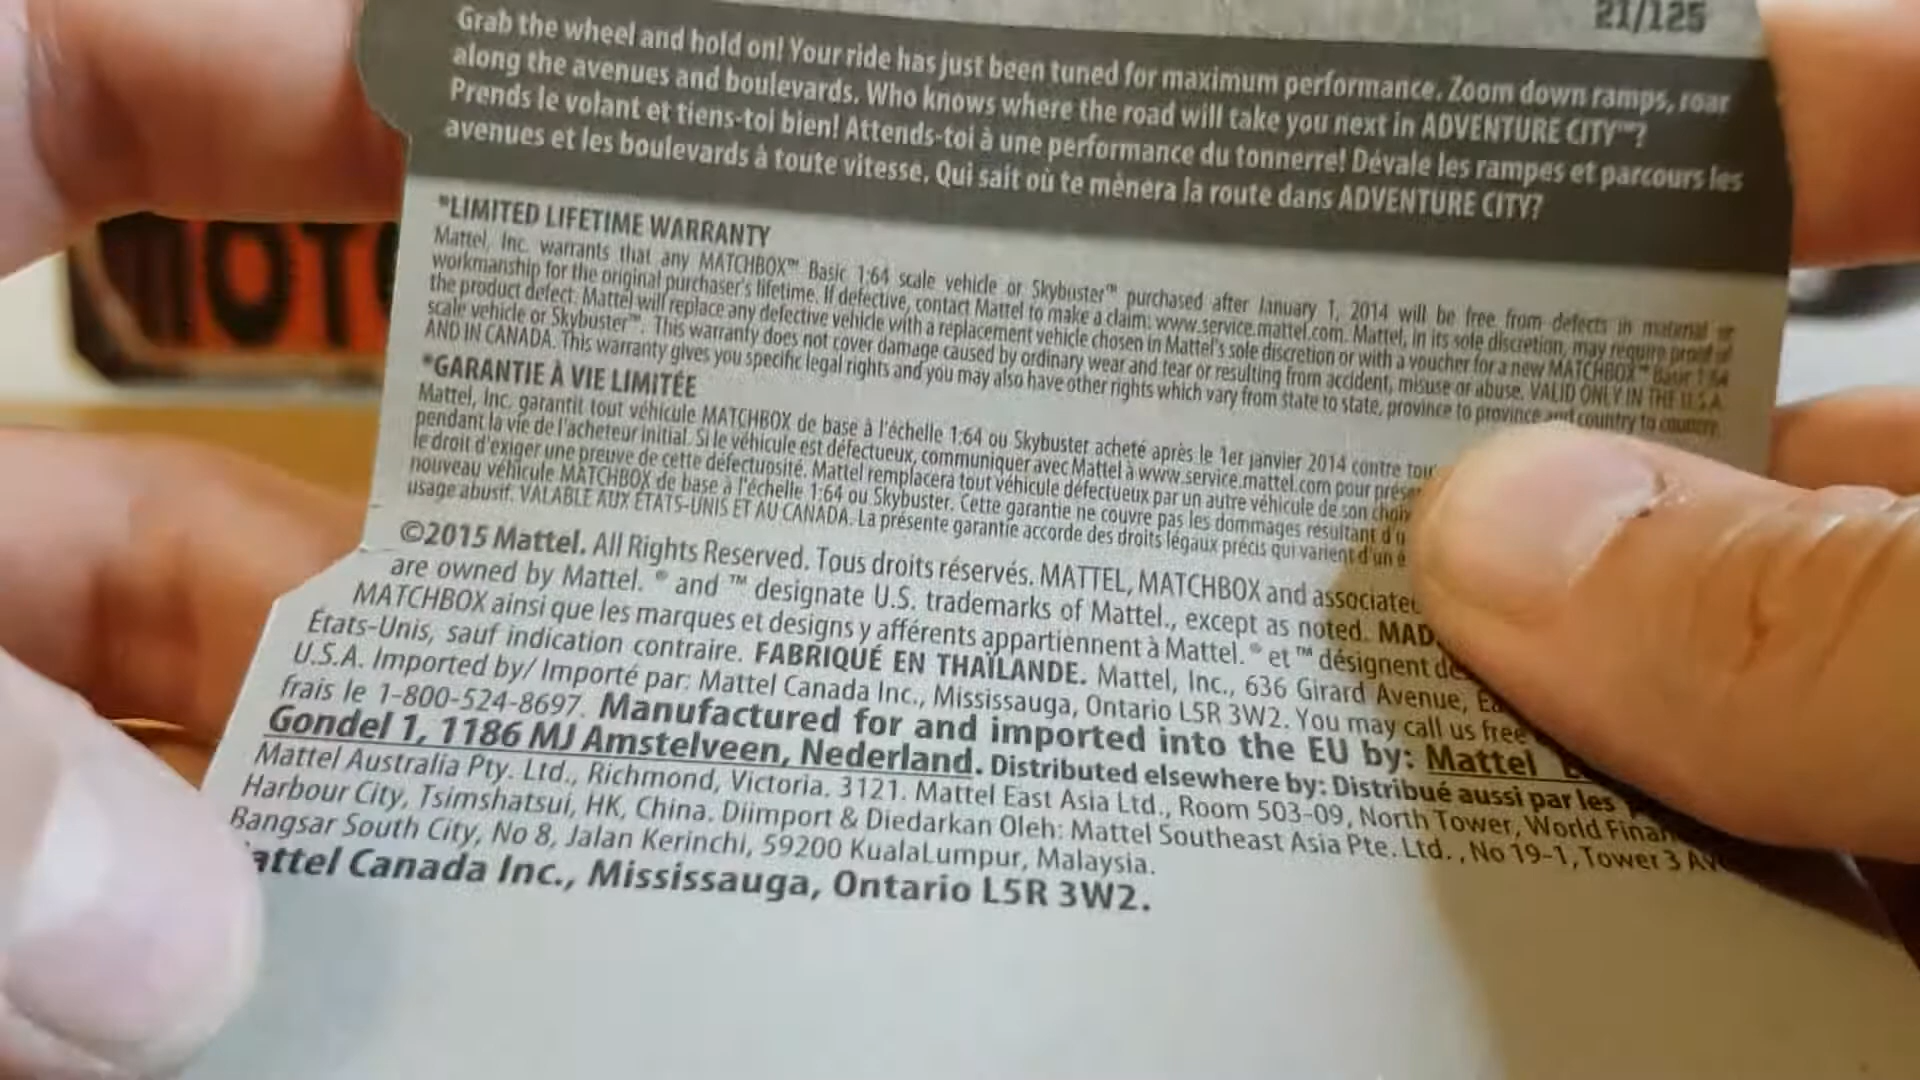 21/125
Grab the wheel and hold on! Your ride has just been tuned for maximum performance. Zoom down ramps, roar
along the avenues and boulevards. Who knows where the road will take you next in ADVENTURE CITY™?
Prends le volant et tiens-toi bien! Attends-toi à une performance du tonnerre! Dévale les rampes et parcours les
avenues et les boulevards à toute vitesse. Qui sait où te mènera la route dans ADVENTURE CITY?
*LIMITED LIFETIME WARRANTY
Mattel, Inc. warrants that any MATCHBOX™ Basic 1:64 scale vehicle or Skybuster™ purchased after January 1, 2014 will be free from defects in material or
workmanship for the original purchaser's lifetime. If defective, contact Mattel to make a claim: www.service.mattel.com. Mattel, in its sole discretion, may require proof of
the product defect. Mattel will replace any defective vehicle with a replacement vehicle chosen in Mattel's sole discretion or with a voucher for a new MATCHBOX™ Basic 1:64
scale vehicle or Skybuster™. This warranty does not cover damage caused by ordinary wear and tear or resulting from accident, misuse or abuse. VALID ONLY IN THE U.S.A.
AND IN CANADA. This warranty gives you specific legal rights and you may also have other rights which vary from state to state, province to province and country to country.
*GARANTIE À VIE LIMITÉE
Mattel, Inc. garantit tout véhicule MATCHBOX de base à l'échelle 1:64 ou Skybuster acheté après le 1er janvier 2014 contre
pendant la vie de l'acheteur initial. Si le véhicule est défectueux, communiquer avec Mattel à www.service.mattel.com pour
le droit d'exiger une preuve de cette défectuosité. Mattel remplacera tout véhicule défectueux par un autre véhicule de son
nouveau véhicule MATCHBOX de base à l'échelle 1:64 ou Skybuster. Cette garantie ne couvre pas les dommages résultant
usage abusif. VALABLE AUX ÉTATS-UNIS ET AU CANADA. La présente garantie accorde des droits légaux précis qui varient d'un
©2015 Mattel. All Rights Reserved. Tous droits réservés. MATTEL, MATCHBOX and
are owned by Mattel. ® and ™ designate U.S. trademarks of Mattel., except as noted.
MATCHBOX ainsi que les marques et designs y afférents appartiennent à Mattel. ® et ™ désignent
États-Unis, sauf indication contraire. FABRIQUÉ EN THAÏLANDE. Mattel, Inc., 636 Girard Avenue,
U.S.A. Imported by/ Importé par: Mattel Canada Inc., Mississauga, Ontario L5R 3W2. You may call us free
frais le 1-800-524-8697. Manufactured for and imported into the EU by: Mattel
Gondel 1, 1186 MJ Amstelveen, Nederland. Distributed elsewhere by: Distribué aussi par les
Mattel Australia Pty. Ltd., Richmond, Victoria. 3121. Mattel East Asia Ltd., Room 503-09, North Tower, World
Harbour City, Tsimshatsui, HK, China. Diimport & Diedarkan Oleh: Mattel Southeast Asia Pte. Ltd. , No 19-1, Tower 3
Bangsar South City, No 8, Jalan Kerinchi, 59200 KualaLumpur, Malaysia.
attel Canada Inc., Mississauga, Ontario L5R 3W2.